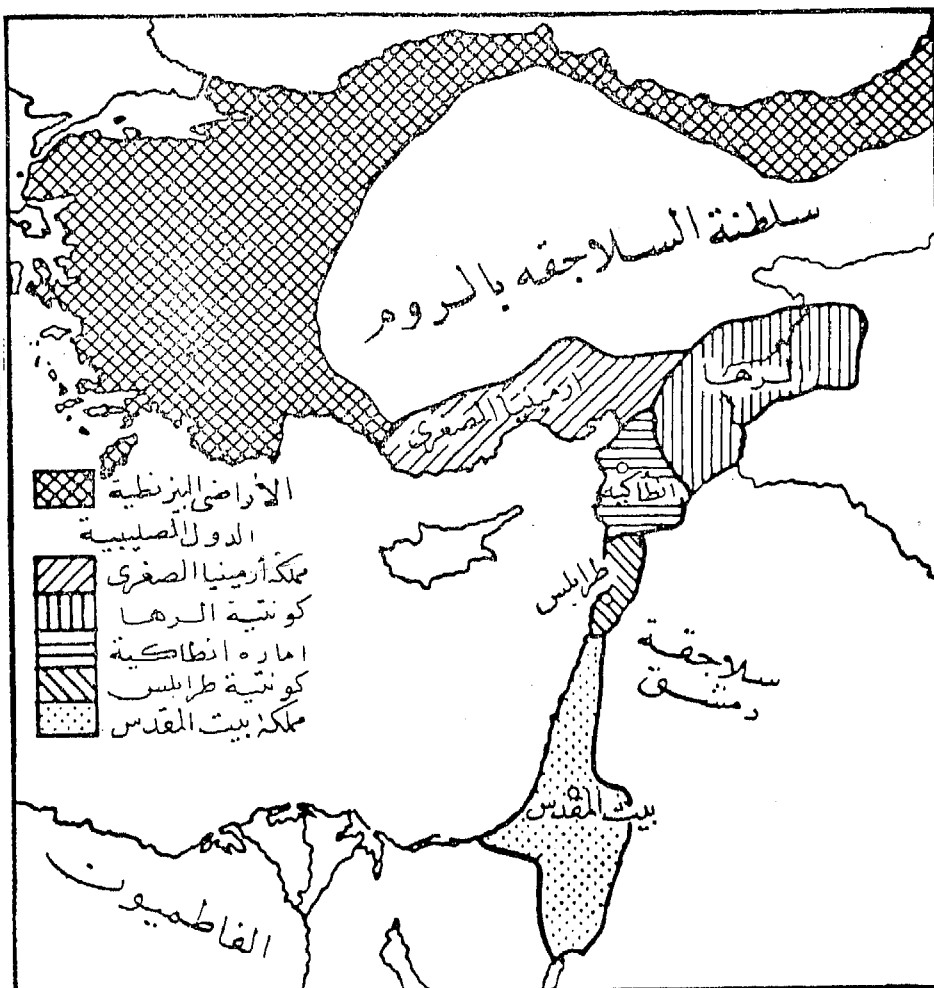 سلطنة السلاجقه بالروم
الرها
ارمينيا الصغرى
انطاكيه
طرابلس
سلاجقة
دمشق
بيت المقدس
الفاطميون
الأراضى البيزنطية
الدول الصليبية
مملكة أرمينيا الصغرى
كونتية الرها
اماره انطاكية
كونتية طرابلس
مملكة بيت المقدس